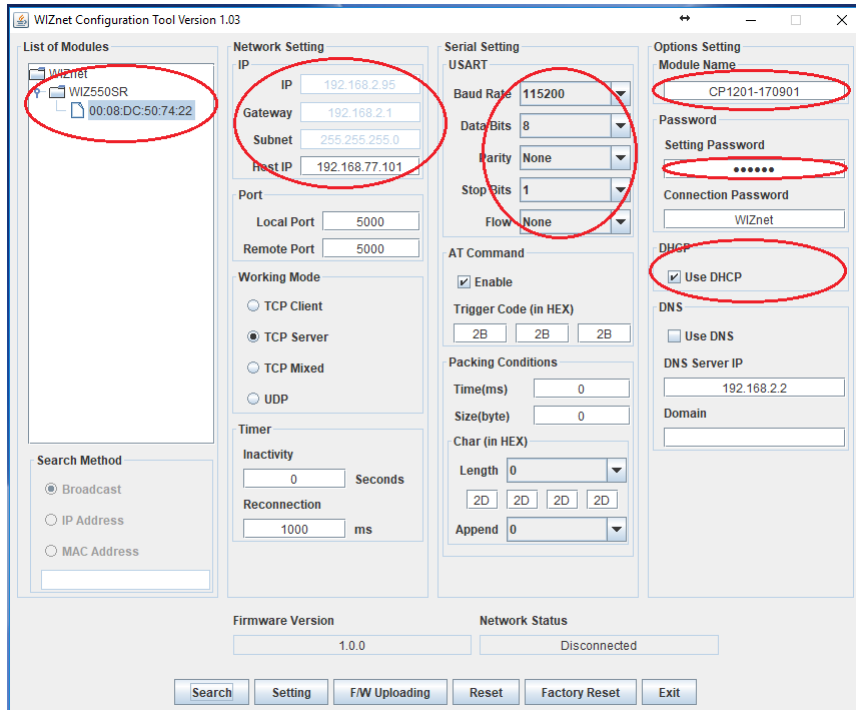 WIZnet Configuration Tool Version 1.03
List of Modules
WIZnet
WIZ550SR
00:08:DC:50:74:22
Search Method
Broadcast
IP Address
MAC Address
Network Setting
IP
IP 192.168.2.95
Gateway 192.168.2.1
Subnet 255.255.255.0
Host IP 192.168.77.101
Port
Local Port 5000
Remote Port 5000
Working Mode
TCP Client
TCP Server
TCP Mixed
UDP
Timer
Inactivity
0 Seconds
Reconnection
1000 ms
Serial Setting
USART
Baud Rate 115200
Data Bits 8
Parity None
Stop Bits 1
Flow None
AT Command
Enable
Trigger Code (in HEX)
2B 2B 2B
Packing Conditions
Time(ms) 0
Size(byte) 0
Char (in HEX)
Length 0
2D 2D 2D 2D
Append 0
Options Setting
Module Name
CP1201-170901
Password
Setting Password
••••••
Connection Password
WIZnet
DHCP
Use DHCP
DNS
Use DNS
DNS Server IP
192.168.2.2
Domain
Firmware Version
1.0.0
Network Status
Disconnected
Search Setting F/W Uploading Reset Factory Reset Exit